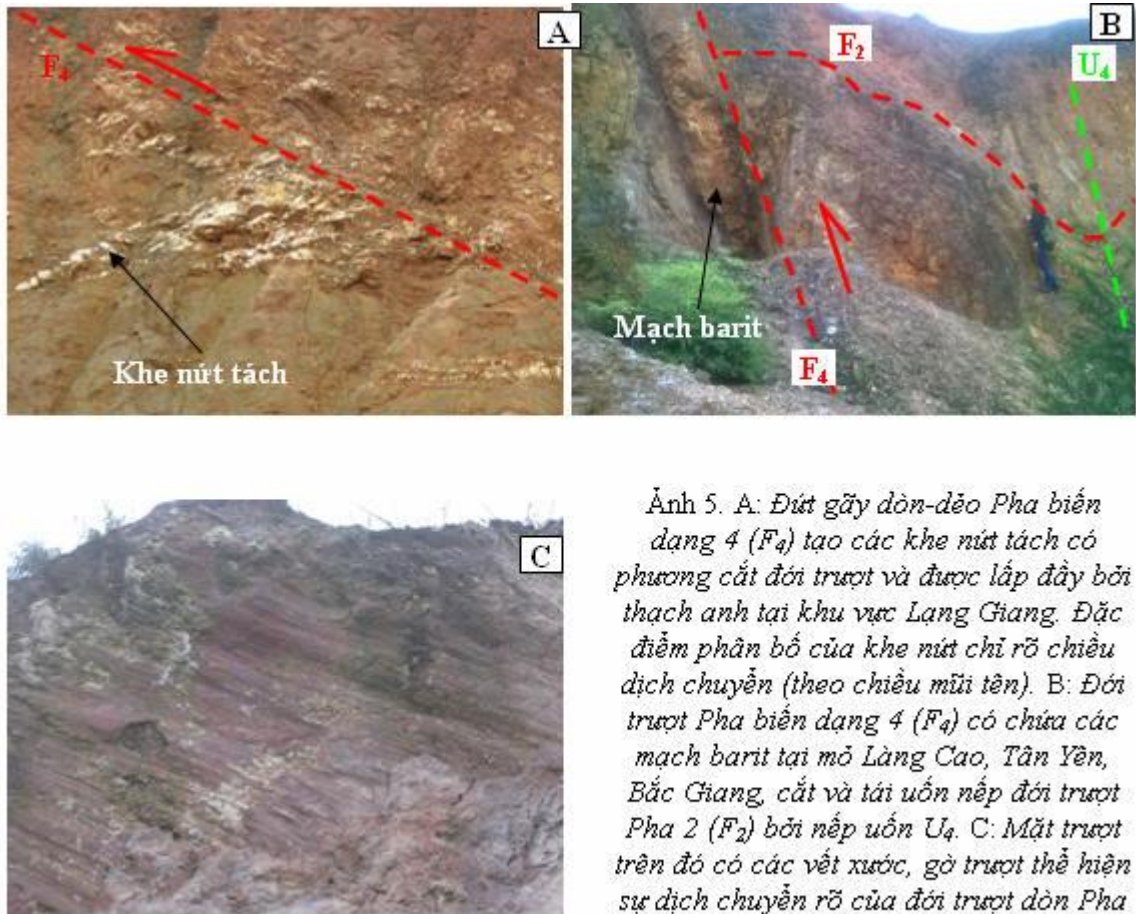 A
F₄
Khe nứt tách
B
F₂
U₄
Mạch barit
F₄
C
Ảnh 5. A: Đứt gãy dòn-dẻo Pha biến
dạng 4 (F₄) tạo các khe nứt tách có
phương cắt đới trượt và được lấp đầy bởi
thạch anh tại khu vực Lạng Giang. Đặc
điểm phân bố của khe nứt chỉ rõ chiều
dịch chuyển (theo chiều mũi tên). B: Đới
trượt Pha biến dạng 4 (F₄) có chứa các
mạch barit tại mỏ Làng Cao, Tân Yên,
Bắc Giang, cắt và tái uốn nếp đới trượt
Pha 2 (F₂) bởi nếp uốn U₄. C: Mặt trượt
trên đó có các vết xước, gờ trượt thể hiện
sự dịch chuyển rõ của đới trượt dòn Pha